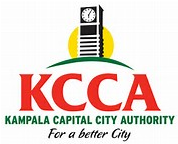 KCCA
KAMPALA CAPITAL CITY AUTHORITY
For a better City